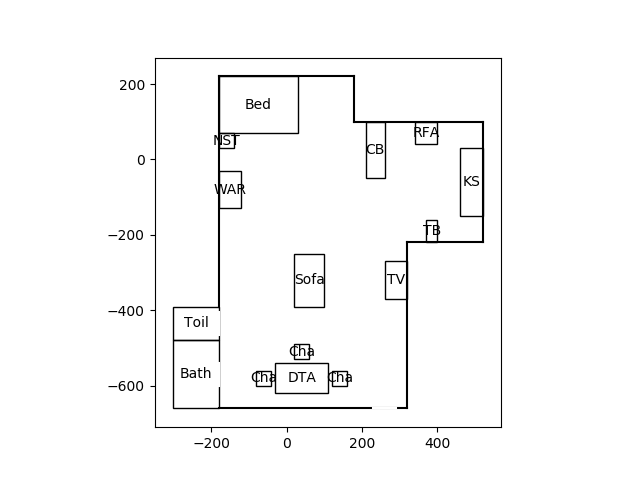 200
0
−200
−400
−600
−200
0
200
400
Bed
NST
WAR
CB
RFA
KS
TB
Sofa
TV
Toil
Bath
Cha
Cha
DTA
Cha